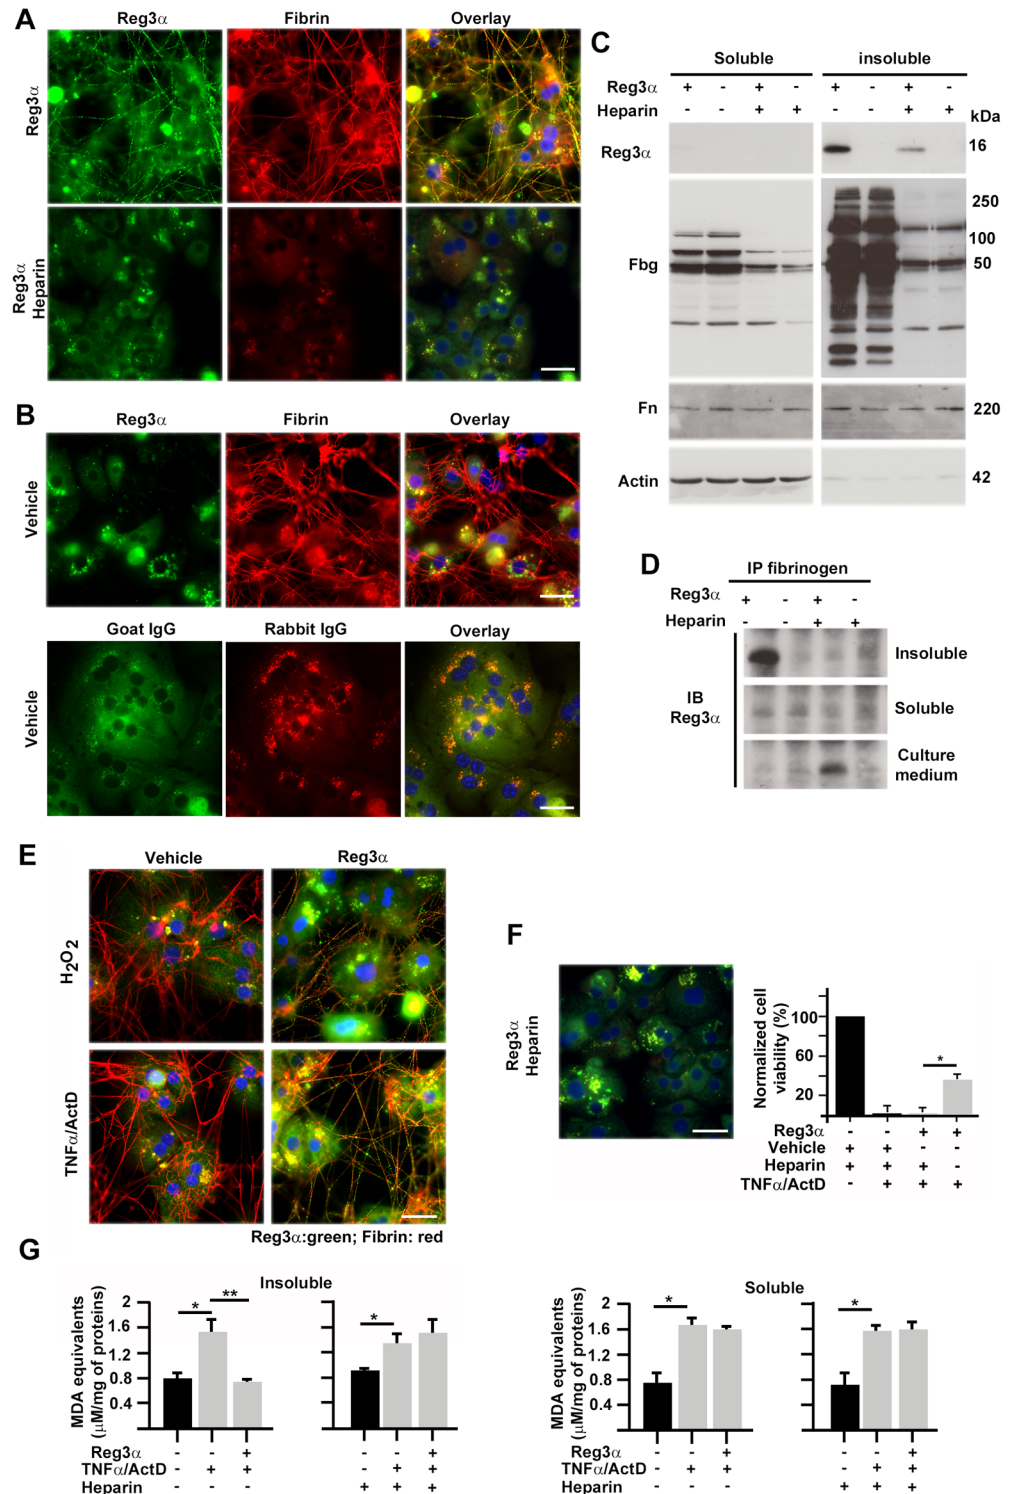 A
Reg3α Fibrin Overlay
Reg3α
Reg3α
Heparin
B
Reg3α Fibrin Overlay
Vehicle
Goat IgG Rabbit IgG Overlay
Vehicle
C
Soluble insoluble
Reg3α + - + - + - + -
Heparin - - + + - - + +
kDa
Reg3α 16
250
100
Fbg 50
Fn 220
Actin 42
D
IP fibrinogen
Reg3α + - + -
Heparin - - + +
IB
Reg3α
Insoluble
Soluble
Culture
medium
E
Vehicle Reg3α
H2O2
TNFα/ActD
Reg3α:green; Fibrin: red
F
Reg3α
Heparin
Normalized cell
viability (%)
100
60
20
*
Reg3α - - + +
Vehicle + + - -
Heparin + + + -
TNFα/ActD - + + +
G
Insoluble
MDA equivalents
(μM/mg of proteins)
2
1.6
1.2
0.8
0.4
* **
*
Reg3α - - + - - +
TNFα/ActD - + + - + +
Heparin - - - + + +
Soluble
MDA equivalents
(μM/mg of proteins)
2
1.6
1.2
0.8
0.4
*
*
Reg3α - - + - - +
TNFα/ActD - + + - + +
Heparin - - - + + +